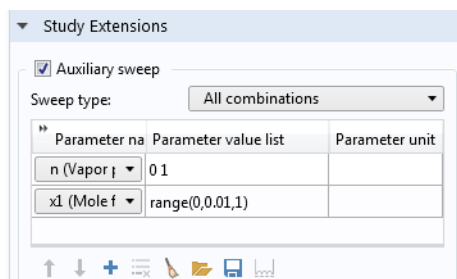 Study Extensions
Auxiliary sweep
Sweep type: All combinations
Parameter na Parameter value list Parameter unit
n (Vapor p 0 1
x1 (Mole f range(0,0.01,1)